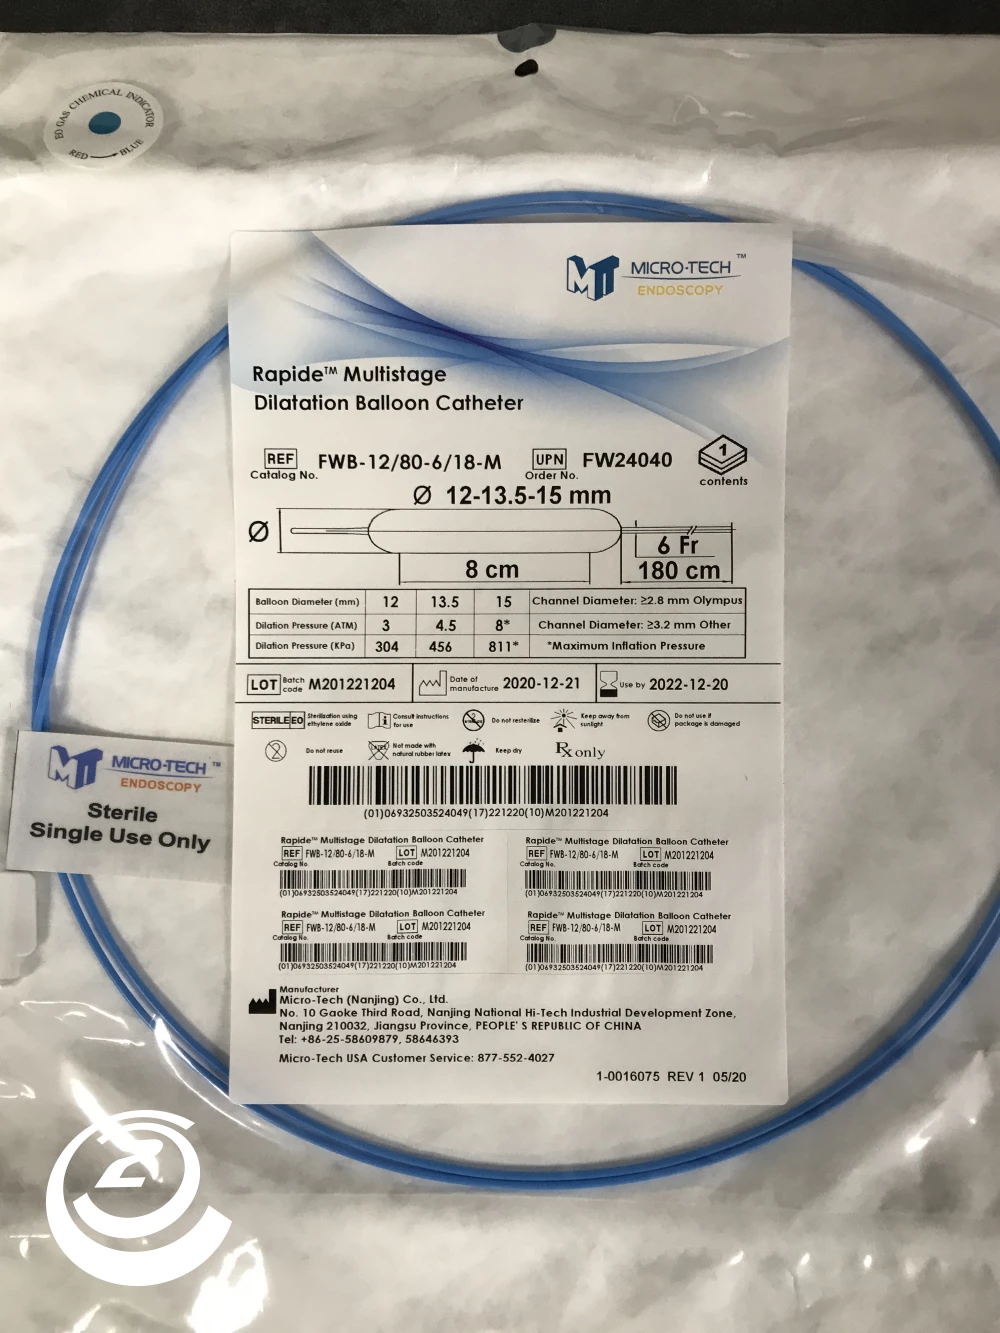 EO GAS CHEMICAL INDICATOR
RED → BLUE
MT MICRO-TECH™
ENDOSCOPY
Rapide™ Multistage
Dilatation Balloon Catheter
REF FWB-12/80-6/18-M UPN FW24040 1
Catalog No. Order No. contents
Ø 12-13.5-15 mm
Ø
6 Fr
8 cm 180 cm
Balloon Diameter (mm) 12 13.5 15 Channel Diameter: ≥2.8 mm Olympus
Dilation Pressure (ATM) 3 4.5 8* Channel Diameter: ≥3.2 mm Other
Dilation Pressure (KPa) 304 456 811* *Maximum Inflation Pressure
LOT Batch code M201221204 Date of manufacture 2020-12-21 Use by 2022-12-20
STERILE EO Sterilization using ethylene oxide Consult instructions for use Do not resterilize Keep away from sunlight Do not use if package is damaged
2 Do not reuse LATEX Not made with natural rubber latex Keep dry Rx only
(01)06932503524049(17)221220(10)M201221204
MT MICRO-TECH™
ENDOSCOPY
Sterile
Single Use Only
Rapide™ Multistage Dilatation Balloon Catheter
REF FWB-12/80-6/18-M LOT M201221204
Catalog No. Batch code
(01)06932503524049(17)221220(10)M201221204
Rapide™ Multistage Dilatation Balloon Catheter
REF FWB-12/80-6/18-M LOT M201221204
Catalog No. Batch code
(01)06932503524049(17)221220(10)M201221204
Rapide™ Multistage Dilatation Balloon Catheter
REF FWB-12/80-6/18-M LOT M201221204
Catalog No. Batch code
(01)06932503524049(17)221220(10)M201221204
Rapide™ Multistage Dilatation Balloon Catheter
REF FWB-12/80-6/18-M LOT M201221204
Catalog No. Batch code
(01)06932503524049(17)221220(10)M201221204
Manufacturer
Micro-Tech (Nanjing) Co., Ltd.
No. 10 Gaoke Third Road, Nanjing National Hi-Tech Industrial Development Zone,
Nanjing 210032, Jiangsu Province, PEOPLE' S REPUBLIC OF CHINA
Tel: +86-25-58609879, 58646393
Micro-Tech USA Customer Service: 877-552-4027
1-0016075 REV 1 05/20